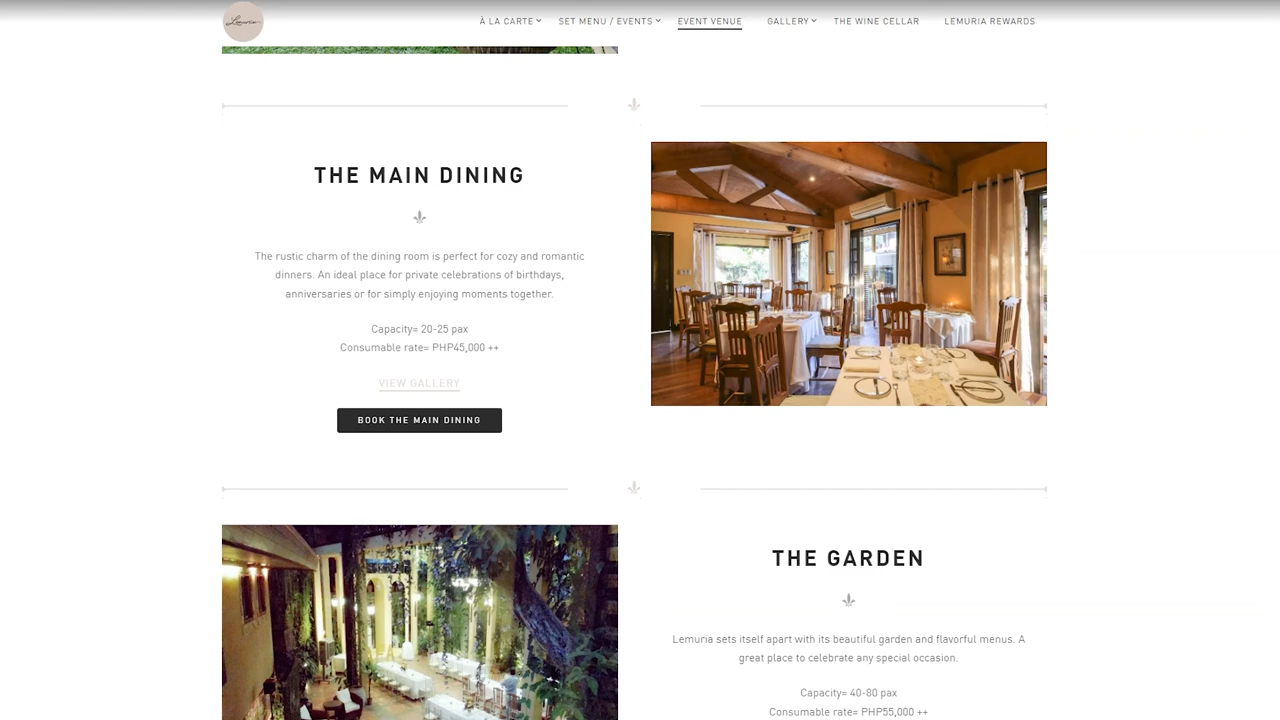 Lemuria
À LA CARTE
SET MENU / EVENTS
EVENT VENUE
GALLERY
THE WINE CELLAR
LEMURIA REWARDS
THE MAIN DINING
The rustic charm of the dining room is perfect for cozy and romantic
dinners. An ideal place for private celebrations of birthdays,
anniversaries or for simply enjoying moments together.
Capacity= 20-25 pax
Consumable rate= PHP45,000 ++
VIEW GALLERY
BOOK THE MAIN DINING
THE GARDEN
Lemuria sets itself apart with its beautiful garden and flavorful menus. A
great place to celebrate any special occasion.
Capacity= 40-80 pax
Consumable rate= PHP55,000 ++